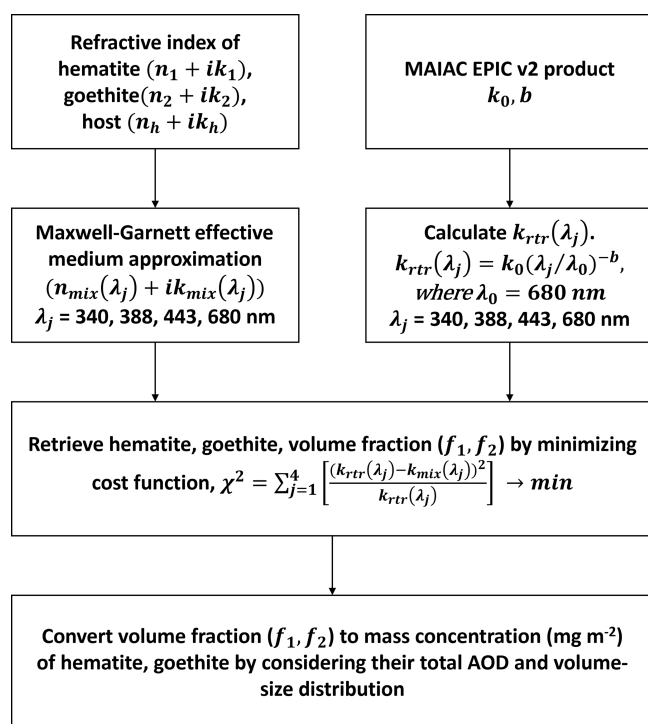 Refractive index of
hematite (n₁ + ik₁),
goethite(n₂ + ik₂),
host (nₕ + ikₕ)
MAIAC EPIC v2 product
k₀, b
Maxwell-Garnett effective
medium approximation
(n_mix(λⱼ) + ik_mix(λⱼ))
λⱼ = 340, 388, 443, 680 nm
Calculate k_rtr(λⱼ).
k_rtr(λⱼ) = k₀(λⱼ/λ₀)⁻ᵇ,
where λ₀ = 680 nm
λⱼ = 340, 388, 443, 680 nm
Retrieve hematite, goethite, volume fraction (f₁, f₂) by minimizing
cost function, χ² = ∑⁴ⱼ₌₁ [(k_rtr(λⱼ)−k_mix(λⱼ))² / k_rtr(λⱼ)] → min
Convert volume fraction (f₁, f₂) to mass concentration (mg m⁻²)
of hematite, goethite by considering their total AOD and volume-
size distribution